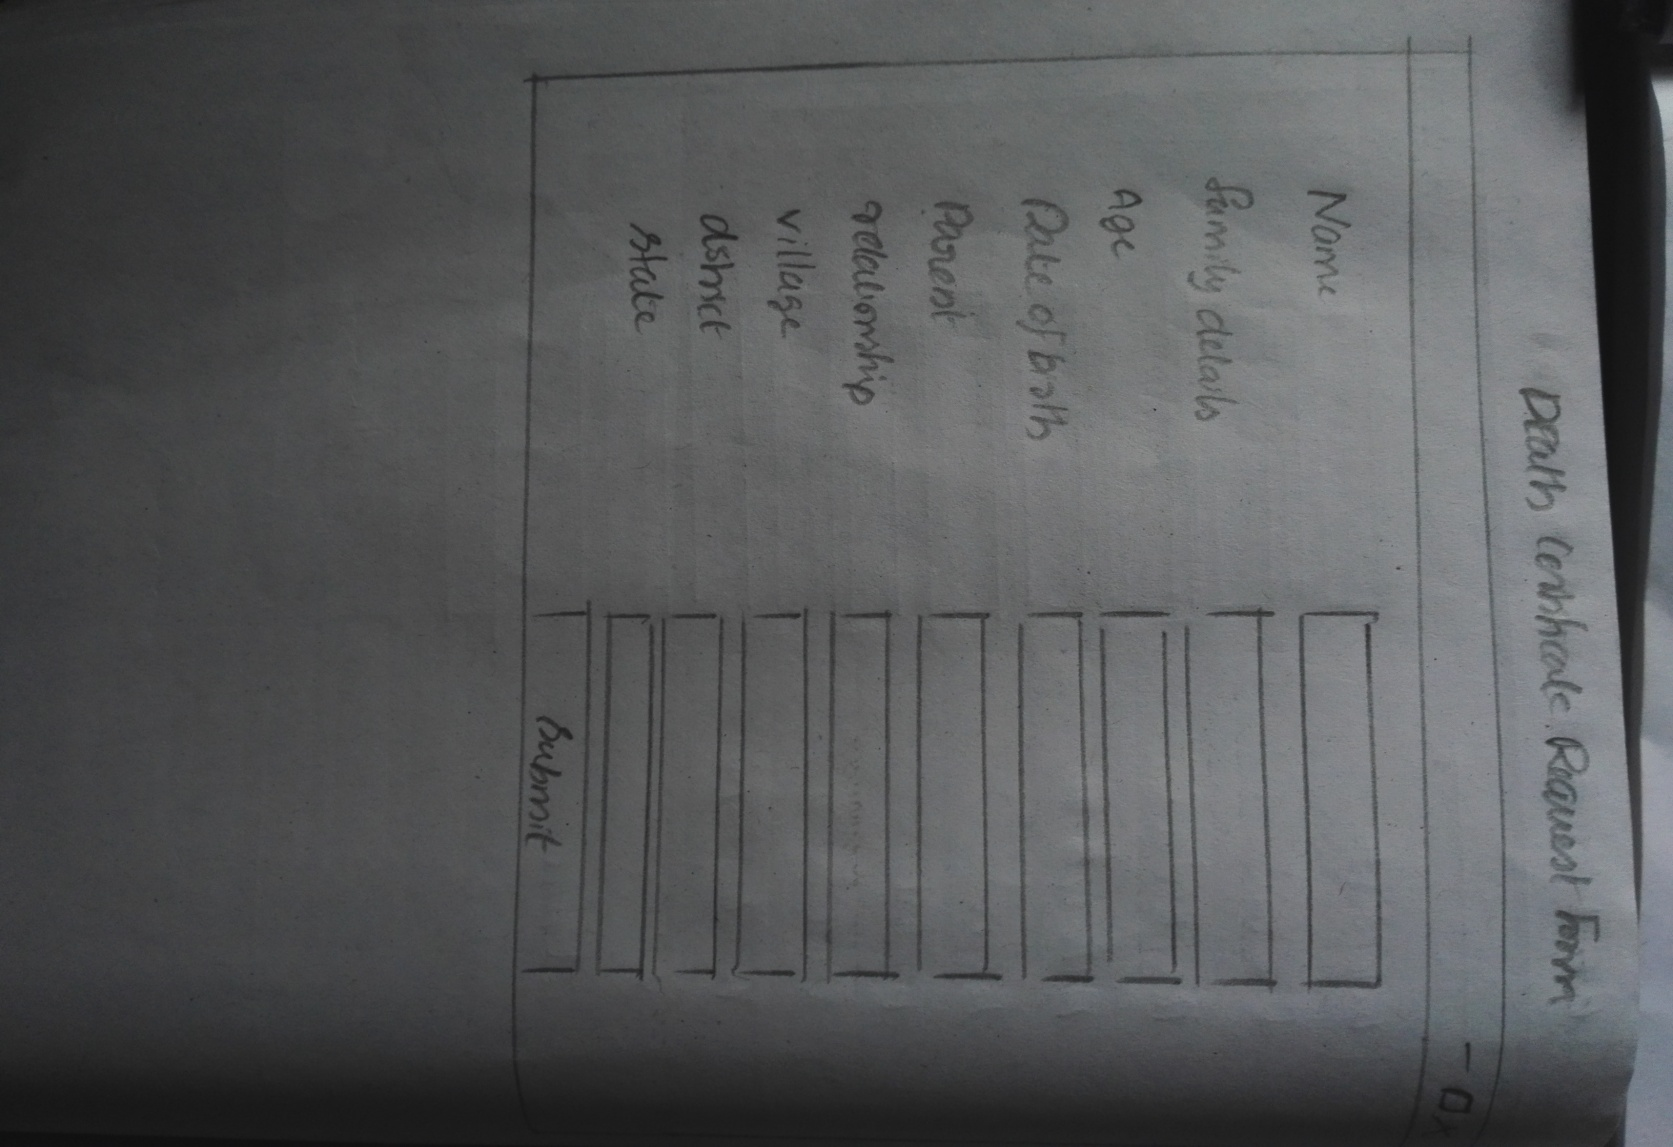 Death Certificate Request Form
- □ x
Name
family details
Age
Date of birth
Parent
relationship
village
district
state
Submit